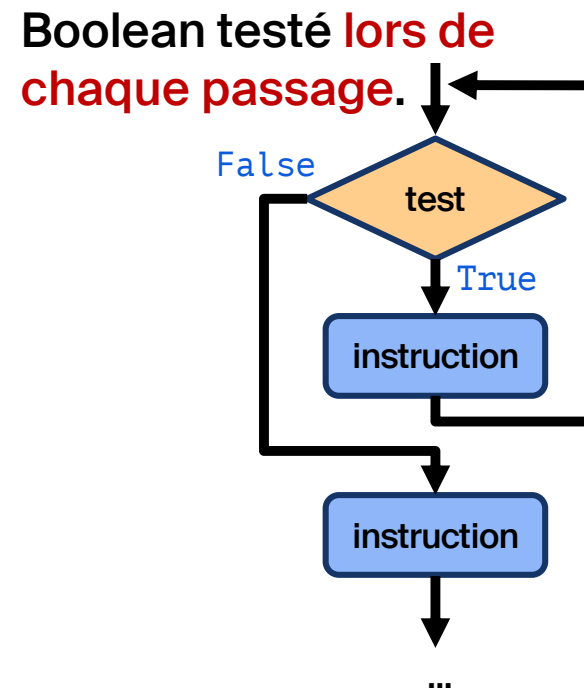 Boolean testé lors de
chaque passage.
False
test
True
instruction
instruction
...